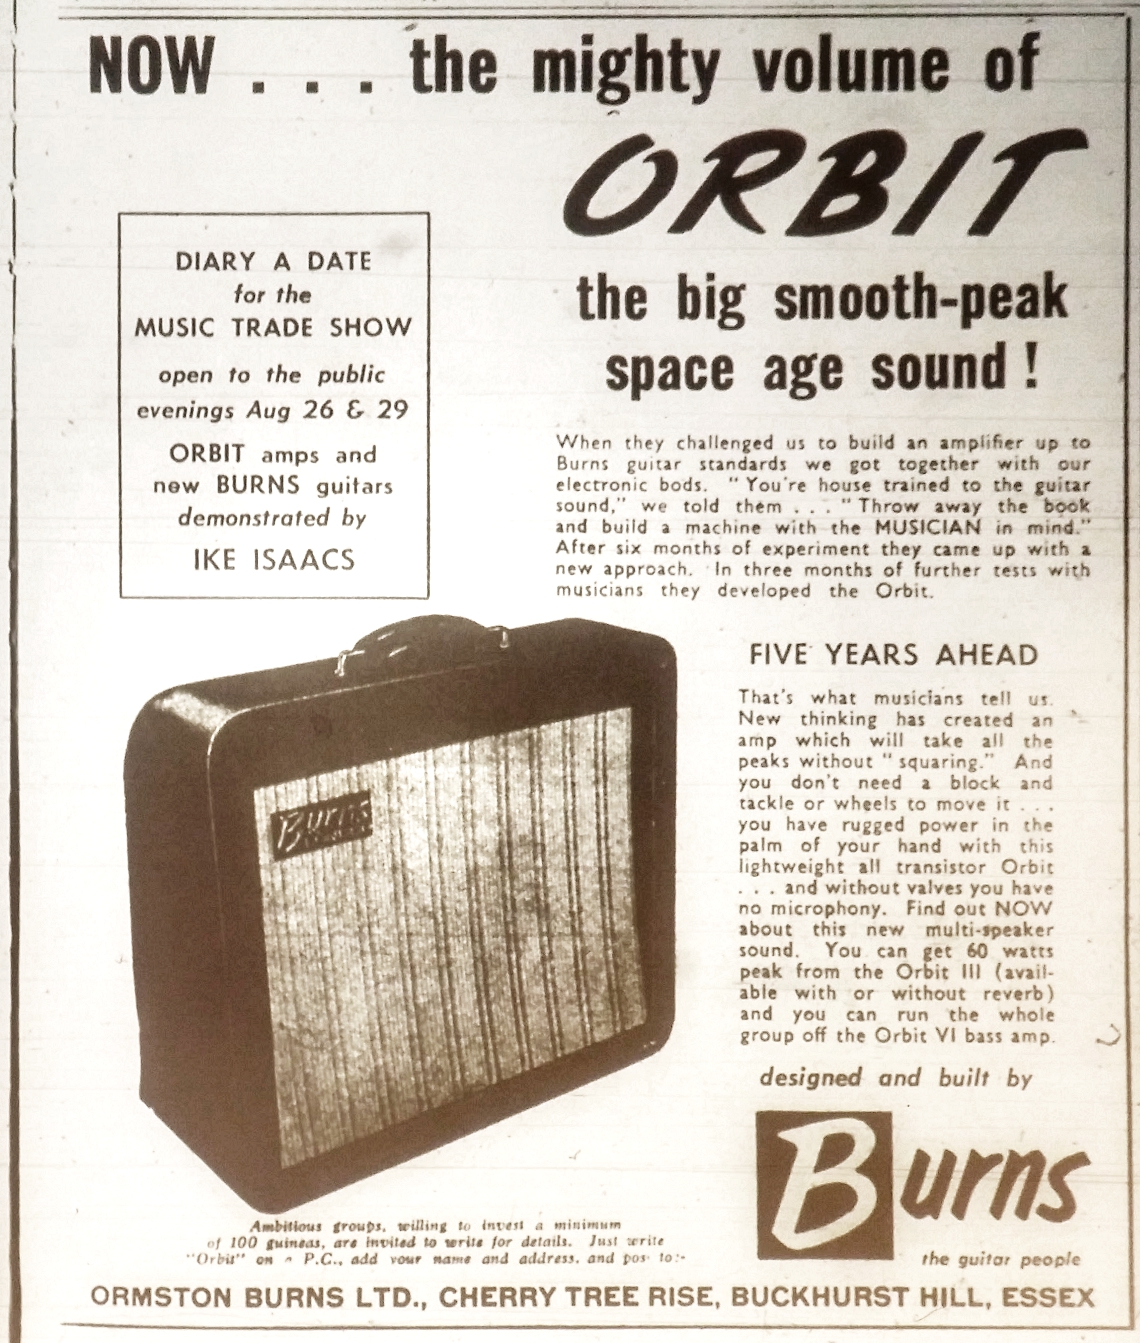 NOW . . . the mighty volume of
ORBIT
the big smooth-peak
space age sound !
DIARY A DATE
for the
MUSIC TRADE SHOW
open to the public
evenings Aug 26 & 29
ORBIT amps and
new BURNS guitars
demonstrated by
IKE ISAACS
When they challenged us to build an amplifier up to
Burns guitar standards we got together with our
electronic bods. "You're house trained to the guitar
sound," we told them . . . "Throw away the book
and build a machine with the MUSICIAN in mind."
After six months of experiment they came up with a
new approach. In three months of further tests with
musicians they developed the Orbit.
FIVE YEARS AHEAD
That's what musicians tell us.
New thinking has created an
amp which will take all the
peaks without "squaring." And
you don't need a block and
tackle or wheels to move it . . .
you have rugged power in the
palm of your hand with this
lightweight all transistor Orbit
. . . and without valves you have
no microphony. Find out NOW
about this new multi-speaker
sound. You can get 60 watts
peak from the Orbit III (avail-
able with or without reverb)
and you can run the whole
group off the Orbit VI bass amp.
Burns
designed and built by
Burns
the guitar people
Ambitious groups, willing to invest a minimum
of 100 guineas, are invited to write for details. Just write
"Orbit" on a P.C., add your name and address, and post to:-
ORMSTON BURNS LTD., CHERRY TREE RISE, BUCKHURST HILL, ESSEX